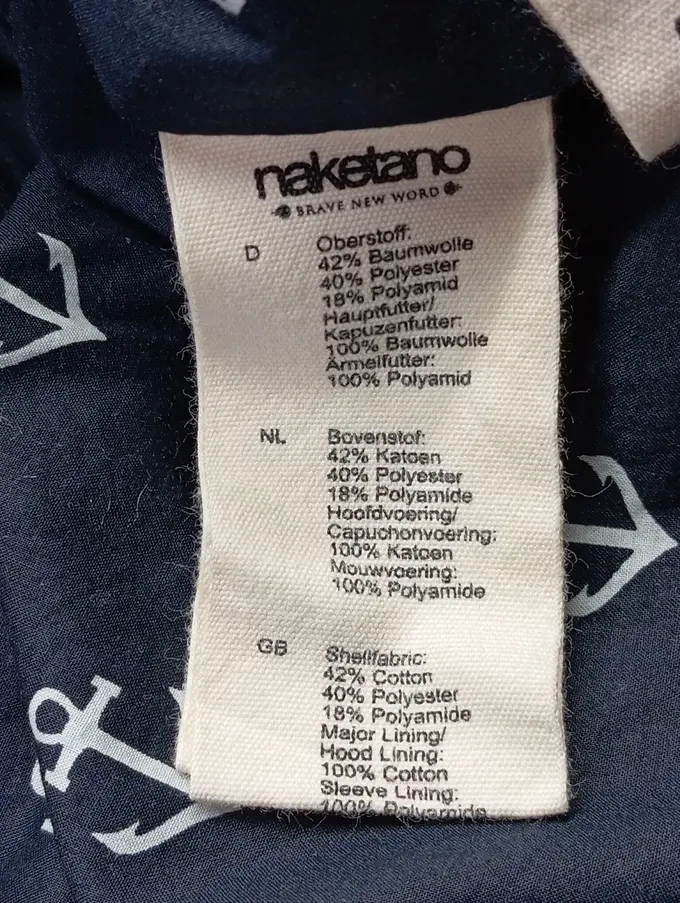 naketano
BRAVE NEW WORD
D
Oberstoff:
42% Baumwolle
40% Polyester
18% Polyamid
Hauptfutter/
Kapuzenfutter:
100% Baumwolle
Ärmelfutter:
100% Polyamid
NL
Bovenstof:
42% Katoen
40% Polyester
18% Polyamide
Hoofdvoering/
Capuchonvoering:
100% Katoen
Mouwvoering:
100% Polyamide
GB
Shellfabric:
42% Cotton
40% Polyester
18% Polyamide
Major Lining/
Hood Lining:
100% Cotton
Sleeve Lining:
100% Polyamide